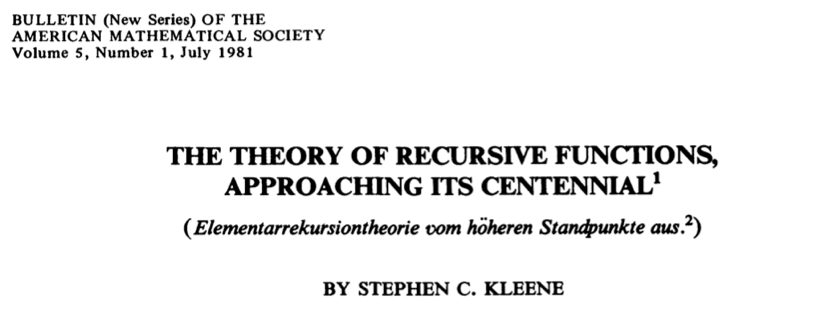 BULLETIN (New Series) OF THE
AMERICAN MATHEMATICAL SOCIETY
Volume 5, Number 1, July 1981
THE THEORY OF RECURSIVE FUNCTIONS,
APPROACHING ITS CENTENNIAL¹
(Elementarrekursiontheorie vom höheren Standpunkte aus.²)
BY STEPHEN C. KLEENE